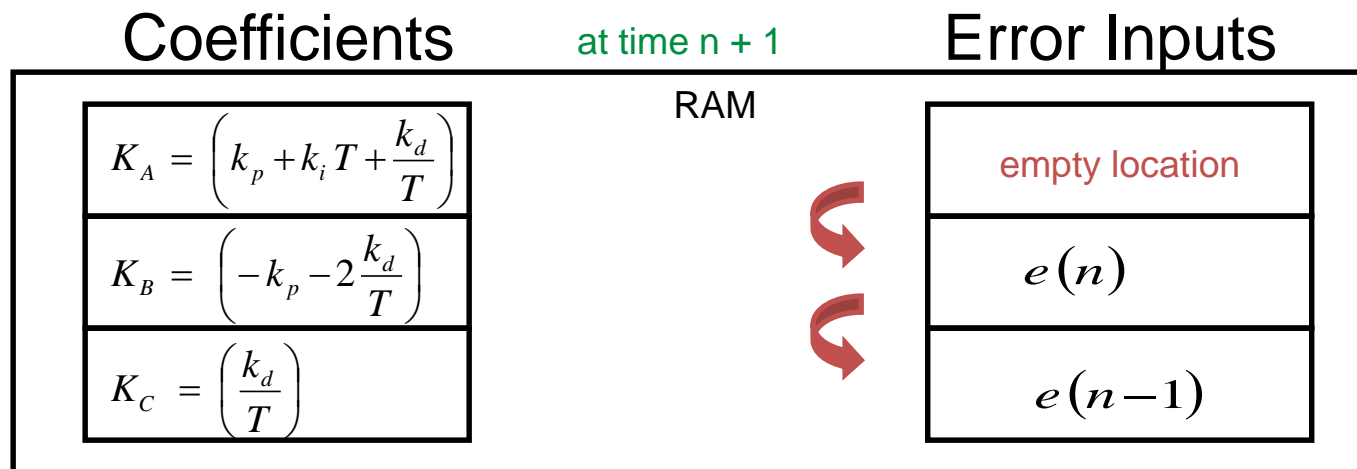 Coefficients at time n + 1 Error Inputs
RAM
K_A = (k_p + k_i T + k_d/T)
empty location
K_B = (-k_p - 2 k_d/T)
e(n)
K_C = (k_d/T)
e(n-1)